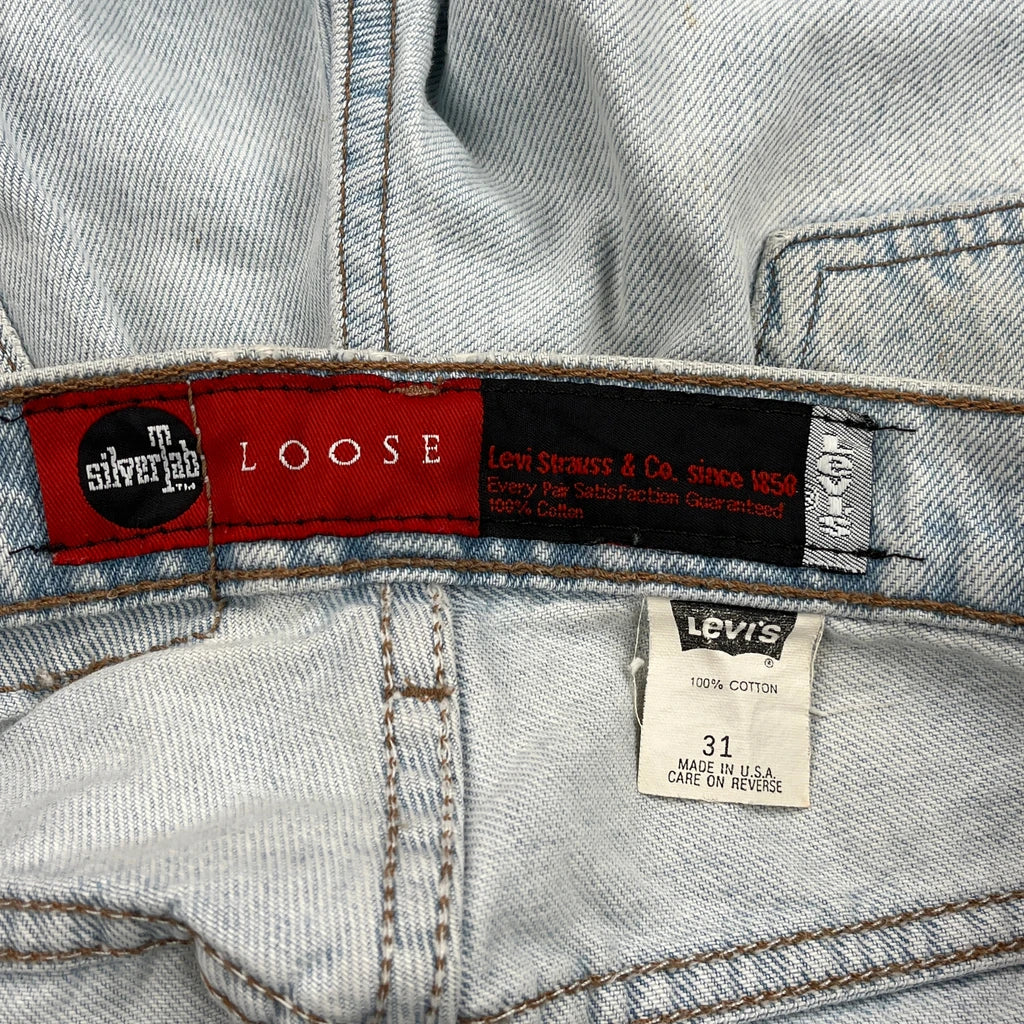 silverTab™
LOOSE
Levi Strauss & Co. since 1850
Every Pair Satisfaction Guaranteed
100% Cotton
LEVI'S
LEVI'S
®
100% COTTON
31
MADE IN U.S.A.
CARE ON REVERSE